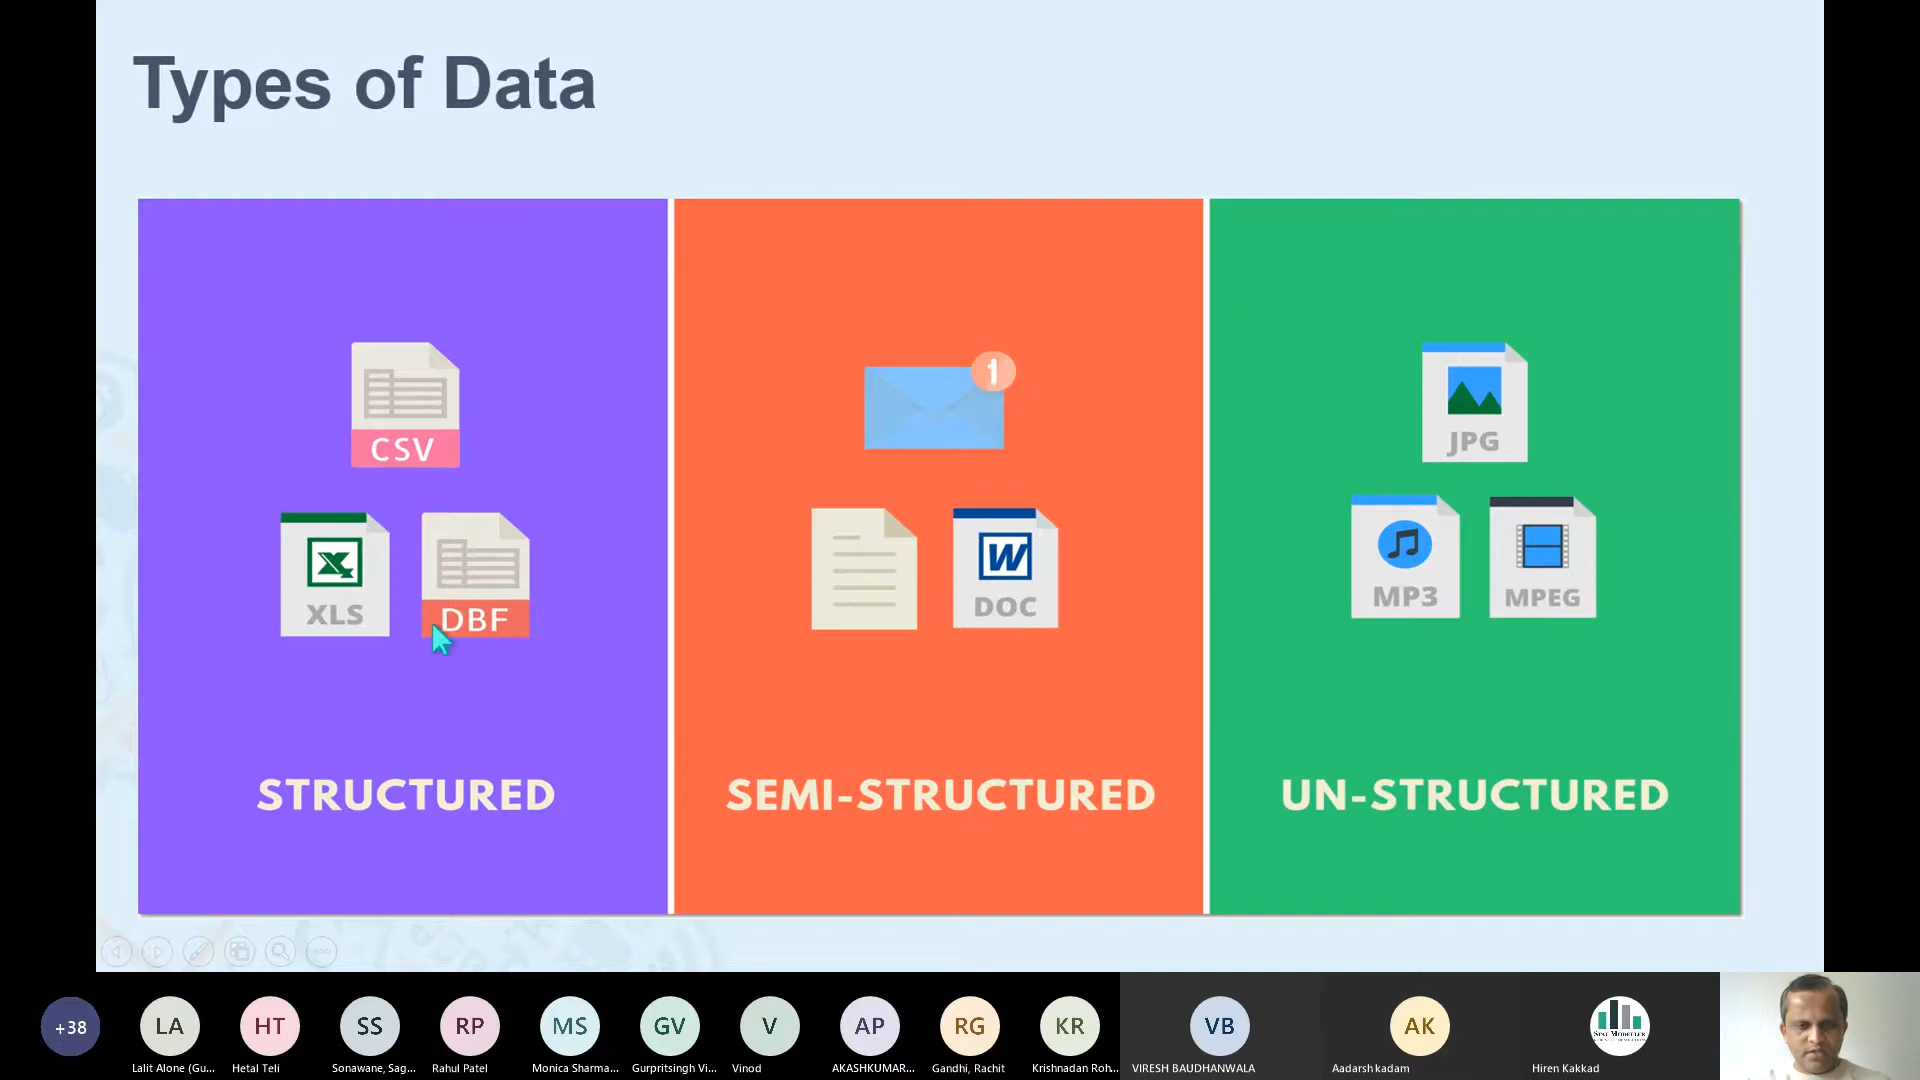 Types of Data
CSV
XLS
DBF
STRUCTURED
1
W
DOC
SEMI-STRUCTURED
JPG
MP3
MPEG
UN-STRUCTURED
+38
LA
HT
SS
RP
MS
GV
V
AP
RG
KR
VB
AK
Lalit Alone (Gu...
Hetal Teli
Sonawane, Sag...
Rahul Patel
Monica Sharma...
Gurpritsingh Vi...
Vinod
AKASHKUMAR...
Gandhi, Rachit
Krishnadan Roh...
VIRESH BAUDHANWALA
Aadarsh kadam
Hiren Kakkad